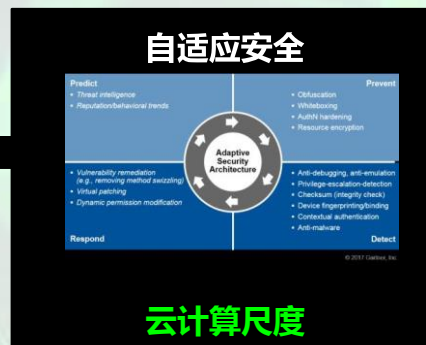 自适应安全
Predict
• Threat intelligence
• Reputation/behavioral trends
Prevent
• Obfuscation
• Whiteboxing
• AuthN hardening
• Resource encryption
Adaptive
Security
Architecture
• Vulnerability remediation
(e.g., removing method swizzling)
• Virtual patching
• Dynamic permission modification
Respond
• Anti-debugging, anti-emulation
• Privilege-escalation-detection
• Checksum (integrity check)
• Device fingerprinting/binding
• Contextual authentication
• Anti-malware
Detect
© 2017 Gartner, Inc
云计算尺度